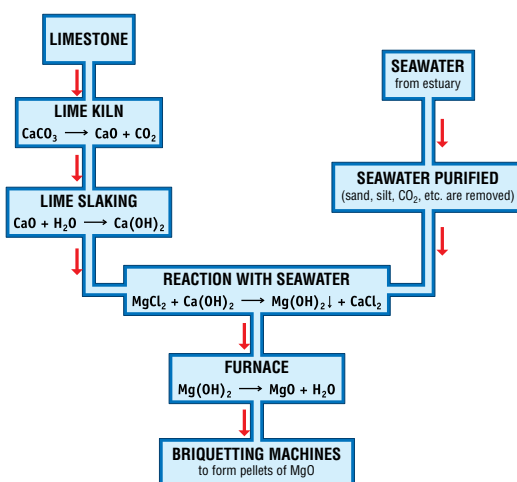 LIMESTONE
LIME KILN
CaCO₃ ⟶ CaO + CO₂
LIME SLAKING
CaO + H₂O ⟶ Ca(OH)₂
SEAWATER
from estuary
SEAWATER PURIFIED
(sand, silt, CO₂, etc. are removed)
REACTION WITH SEAWATER
MgCl₂ + Ca(OH)₂ ⟶ Mg(OH)₂↓ + CaCl₂
FURNACE
Mg(OH)₂ ⟶ MgO + H₂O
BRIQUETTING MACHINES
to form pellets of MgO